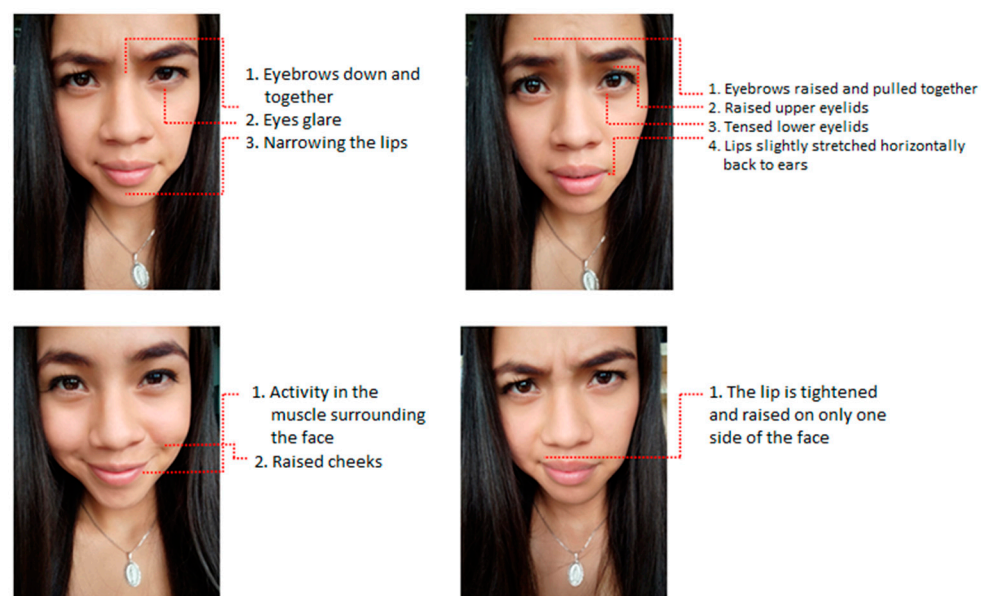 1. Eyebrows down and
together
2. Eyes glare
3. Narrowing the lips
1. Eyebrows raised and pulled together
2. Raised upper eyelids
3. Tensed lower eyelids
4. Lips slightly stretched horizontally
back to ears
1. Activity in the
muscle surrounding
the face
2. Raised cheeks
1. The lip is tightened
and raised on only one
side of the face